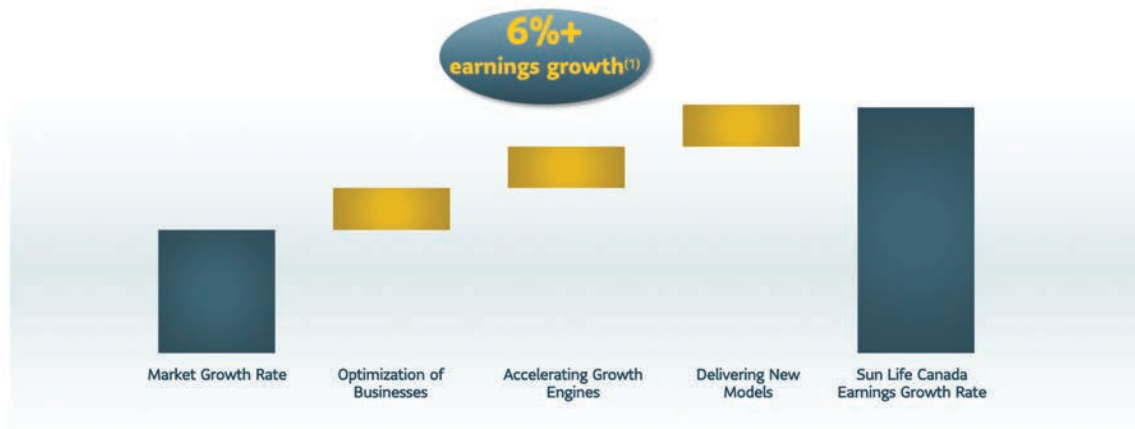 6%+
earnings growth(1)
Market Growth Rate
Optimization of
Businesses
Accelerating Growth
Engines
Delivering New
Models
Sun Life Canada
Earnings Growth Rate